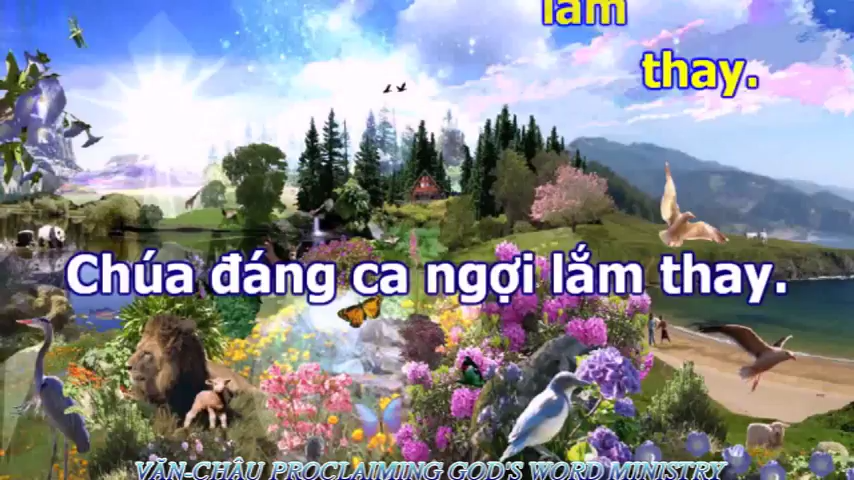 lắm
thay.
Chúa đáng ca ngợi lắm thay.
VĂN-CHÂU PROCLAIMING GOD'S WORD MINISTRY